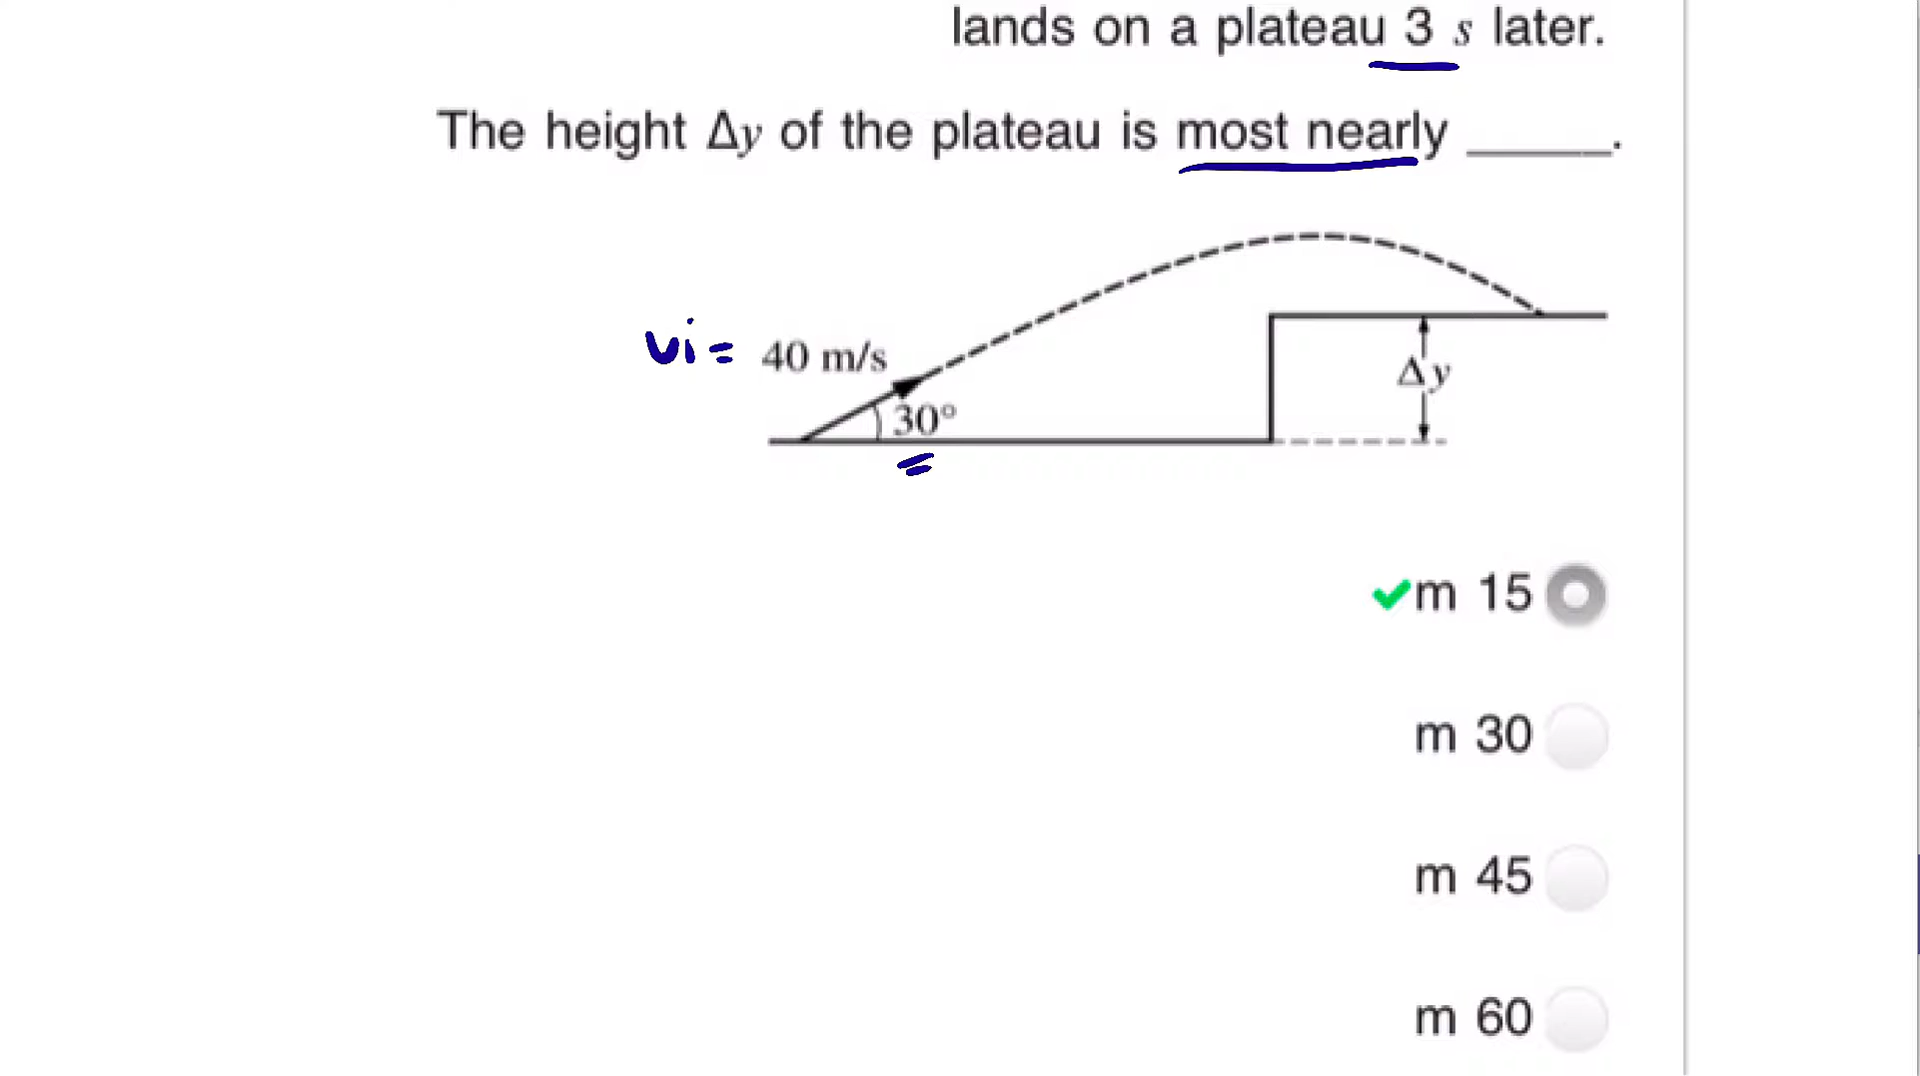 lands on a plateau 3 s later.
The height Δy of the plateau is most nearly _____.
vi = 40 m/s
30°
Δy
m 15
m 30
m 45
m 60